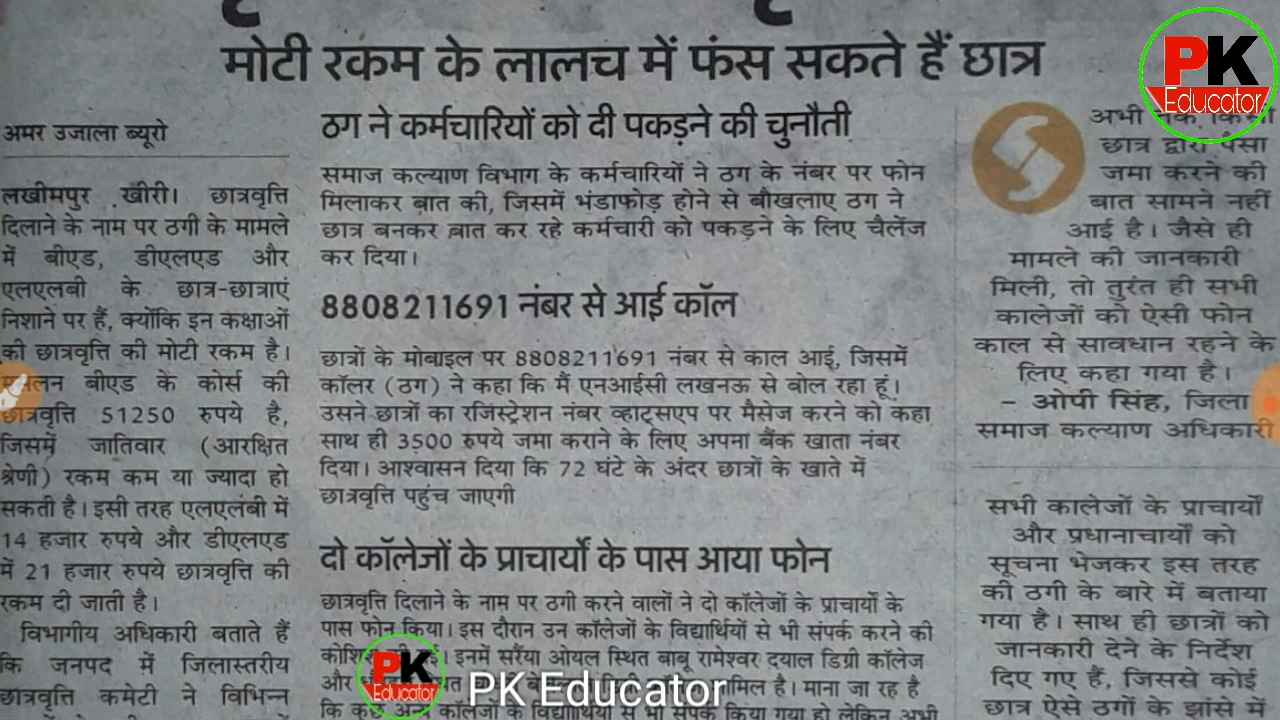 मोटी रकम के लालच में फंस सकते हैं छात्र
अमर उजाला ब्यूरो
लखीमपुर खीरी। छात्रवृत्ति
दिलाने के नाम पर ठगी के मामले
में बीएड, डीएलएड और
एलएलबी के छात्र-छात्राएं
निशाने पर हैं, क्योंकि इन कक्षाओं
की छात्रवृत्ति की मोटी रकम है।
बीएड के कोर्स की
छात्रवृत्ति 51250 रुपये है,
जिसमें जातिवार (आरक्षित
श्रेणी) रकम कम या ज्यादा हो
सकती है। इसी तरह एलएलबी में
14 हजार रुपये और डीएलएड
में 21 हजार रुपये छात्रवृत्ति की
रकम दी जाती है।
विभागीय अधिकारी बताते हैं
कि जनपद में जिलास्तरीय
छात्रवृत्ति कमेटी ने विभिन्न
ठग ने कर्मचारियों को दी पकड़ने की चुनौती
समाज कल्याण विभाग के कर्मचारियों ने ठग के नंबर पर फोन
मिलाकर बात की, जिसमें भंडाफोड़ होने से बौखलाए ठग ने
छात्र बनकर बात कर रहे कर्मचारी को पकड़ने के लिए चैलेंज
कर दिया।
8808211691 नंबर से आई कॉल
छात्रों के मोबाइल पर 8808211691 नंबर से काल आई, जिसमें
कॉलर (ठग) ने कहा कि मैं एनआईसी लखनऊ से बोल रहा हूं।
उसने छात्रों का रजिस्ट्रेशन नंबर व्हाट्सएप पर मैसेज करने को कहा
साथ ही 3500 रुपये जमा कराने के लिए अपना बैंक खाता नंबर
दिया। आश्वासन दिया कि 72 घंटे के अंदर छात्रों के खाते में
छात्रवृत्ति पहुंच जाएगी
दो कॉलेजों के प्राचार्यों के पास आया फोन
छात्रवृत्ति दिलाने के नाम पर ठगी करने वालों ने दो कॉलेजों के प्राचार्यों के
पास फोन किया। इस दौरान उन कॉलेजों के विद्यार्थियों से भी संपर्क करने की
इनमें सरैंया ओयल स्थित बाबू रामेश्वर दयाल डिग्री कॉलेज
और है। माना जा रहा है
कि कुछ अन्य कॉलेजों के विद्यार्थियों से भी संपर्क किया गया हो लेकिन अभी
अभी तक किसी
छात्र द्वारा पैसा
जमा करने की
बात सामने नहीं
आई है। जैसे ही
मामले की जानकारी
मिली, तो तुरंत ही सभी
कालेजों को ऐसी फोन
काल से सावधान रहने के
लिए कहा गया है।
- ओपी सिंह, जिला
समाज कल्याण अधिकारी
सभी कालेजों के प्राचार्यों
और प्रधानाचार्यों को
सूचना भेजकर इस तरह
की ठगी के बारे में बताया
गया है। साथ ही छात्रों को
जानकारी देने के निर्देश
दिए गए हैं, जिससे कोई
छात्र ऐसे ठगों के झांसे में
PK
Educator
PK
Educator
PK Educator